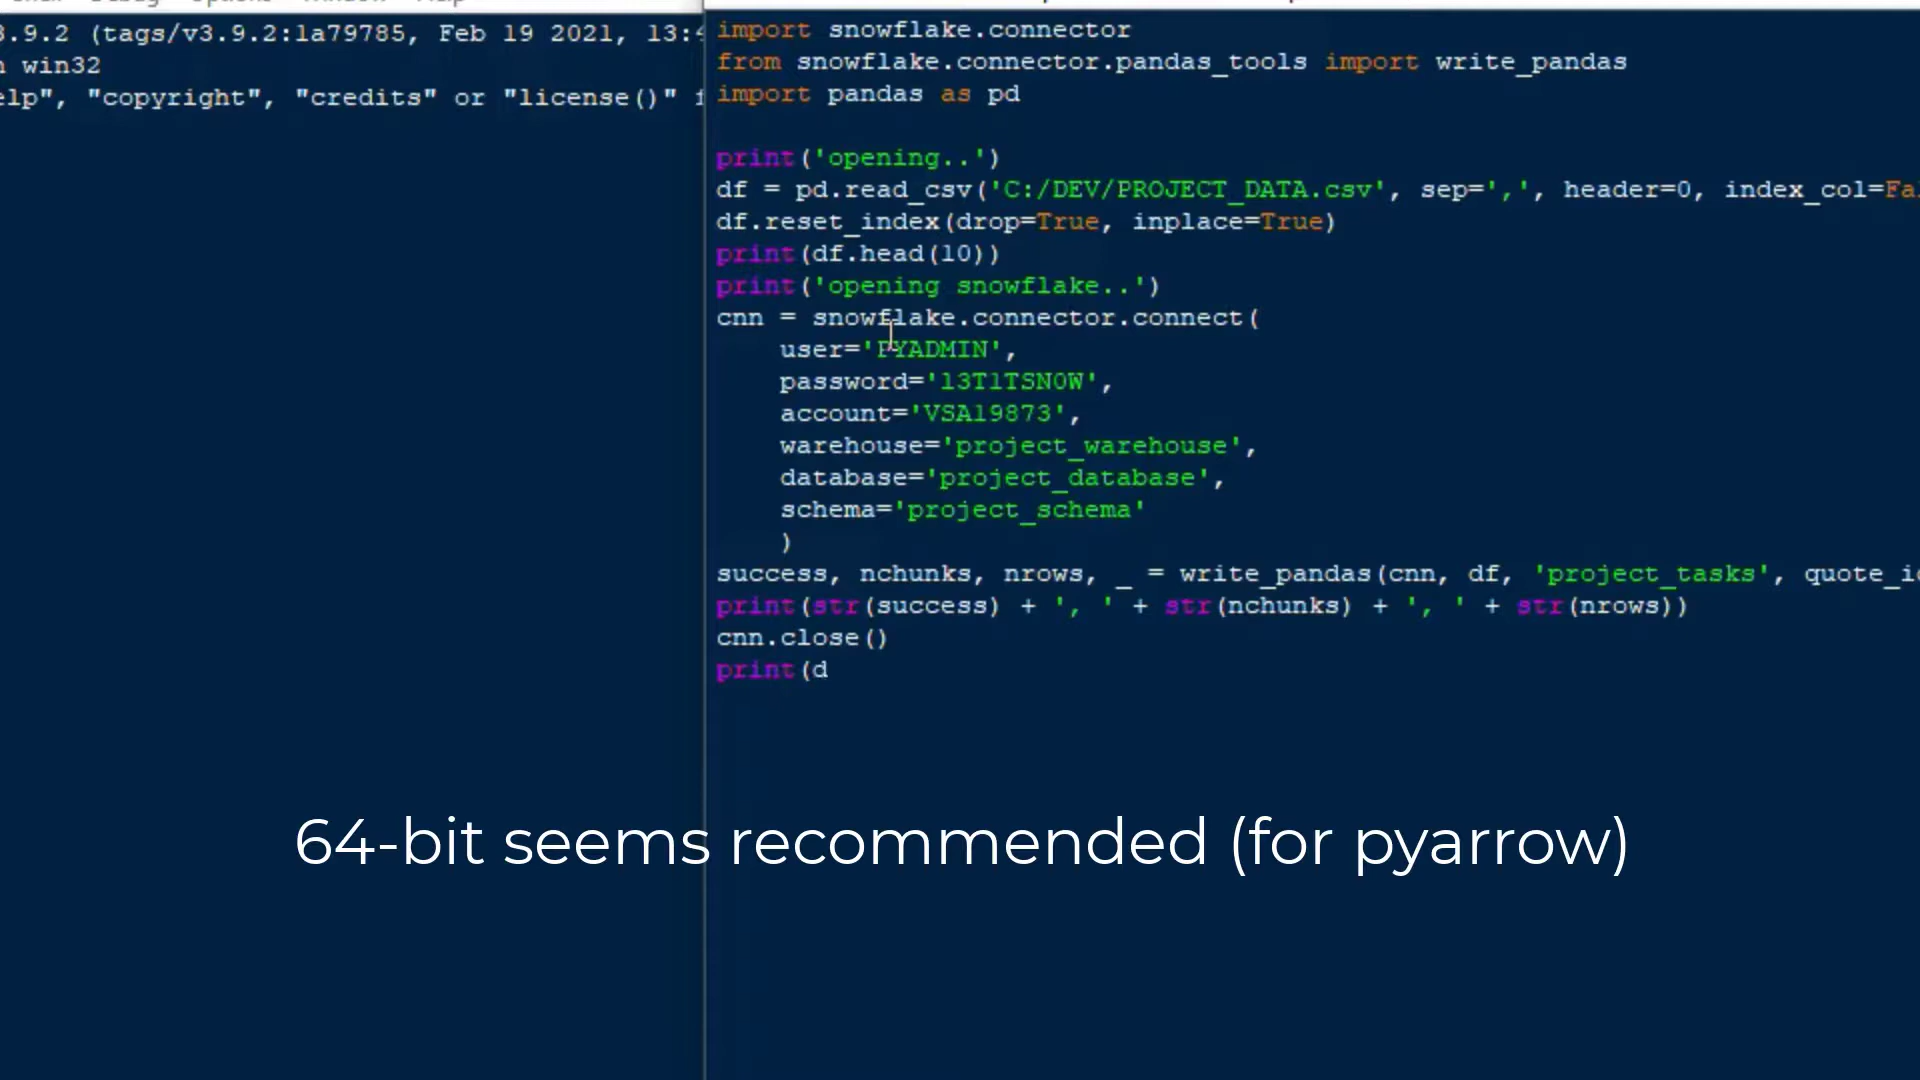 3.9.2 (tags/v3.9.2:1a79785, Feb 19 2021, 13:4
n win32
elp", "copyright", "credits" or "license()" f
import snowflake.connector
from snowflake.connector.pandas_tools import write_pandas
import pandas as pd
print('opening..')
df = pd.read_csv('C:/DEV/PROJECT_DATA.csv', sep=',', header=0, index_col=Fal
df.reset_index(drop=True, inplace=True)
print(df.head(10))
print('opening snowflake..')
cnn = snowflake.connector.connect(
user='PYADMIN',
password='l3TlTSN0W',
account='VSA19873',
warehouse='project_warehouse',
database='project_database',
schema='project_schema'
)
success, nchunks, nrows, _ = write_pandas(cnn, df, 'project_tasks', quote_id
print(str(success) + ', ' + str(nchunks) + ', ' + str(nrows))
cnn.close()
print(d
64-bit seems recommended (for pyarrow)